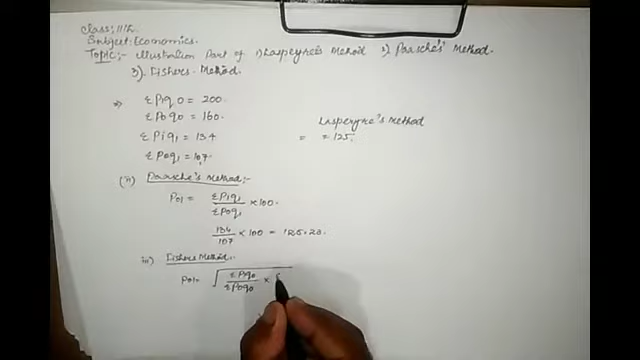 Class: 11th
Subject: Economics.
Topic:- illustration Part of 1) Laspeyre's Method 2) Paasche's Method.
3). Fishers Method.
⇒ ΣP1q0 = 200.
ΣP0q0 = 160.
ΣP1q1 = 134
ΣP0q1 = 107.
Laspeyre's Method
= = 125.
(ii) Paasche's Method:-
P01 = ΣP1q1 / ΣP0q1 × 100.
134 / 107 × 100 = 125.23.
iii) Fishers Method.
P01 = √ ΣP1q0 / ΣP0q0 ×